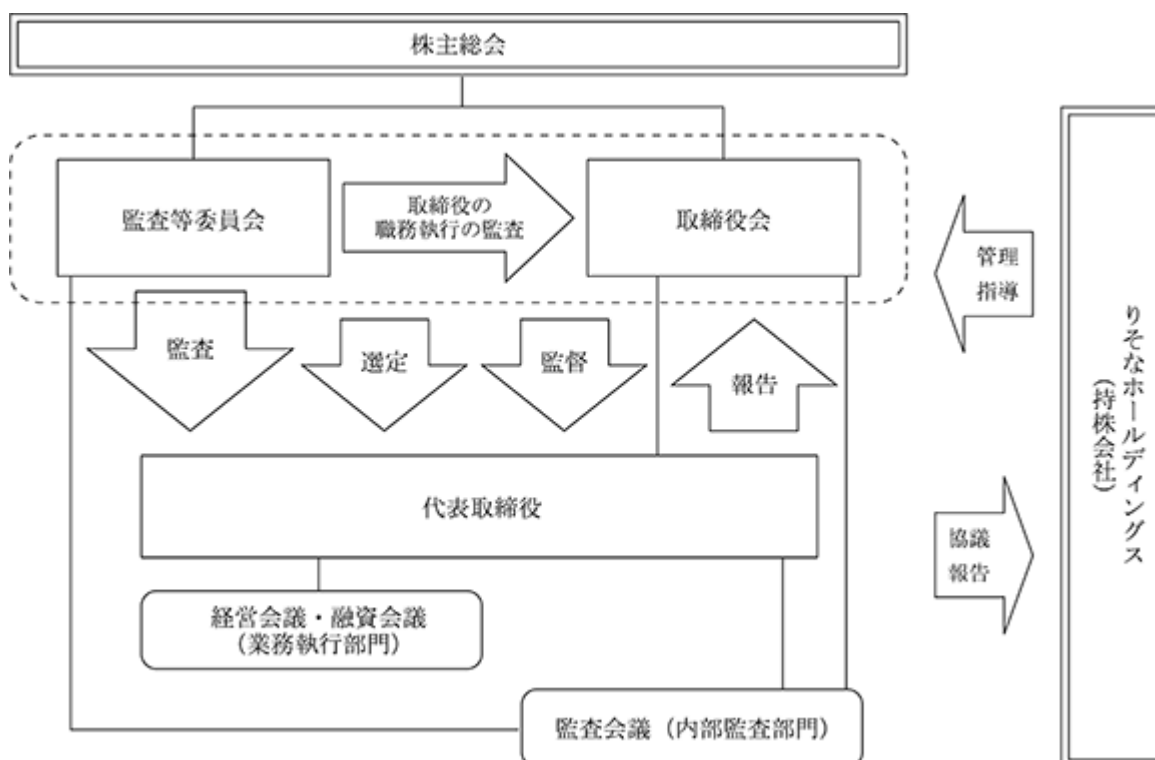 株主総会
監査等委員会
取締役の
職務執行の監査
取締役会
管理
指導
監査
選定
監督
報告
代表取締役
協議
報告
経営会議・融資会議
(業務執行部門)
監査会議（内部監査部門）
りそなホールディングス
(持株会社)